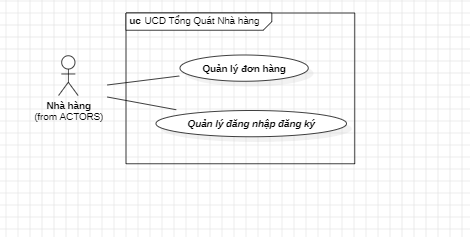 uc UCD Tổng Quát Nhà hàng
Quản lý đơn hàng
Nhà hàng
(from ACTORS)
Quản lý đăng nhập đăng ký